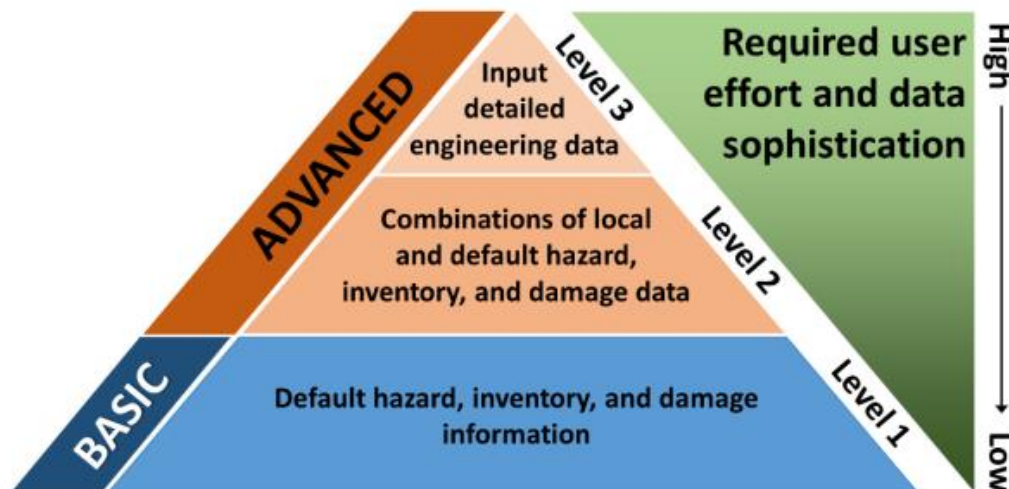 ADVANCED
BASIC
Input
detailed
engineering data
Level 3
Combinations of local
and default hazard,
inventory, and damage data
Level 2
Default hazard, inventory, and damage
information
Level 1
Required user
effort and data
sophistication
High
Low